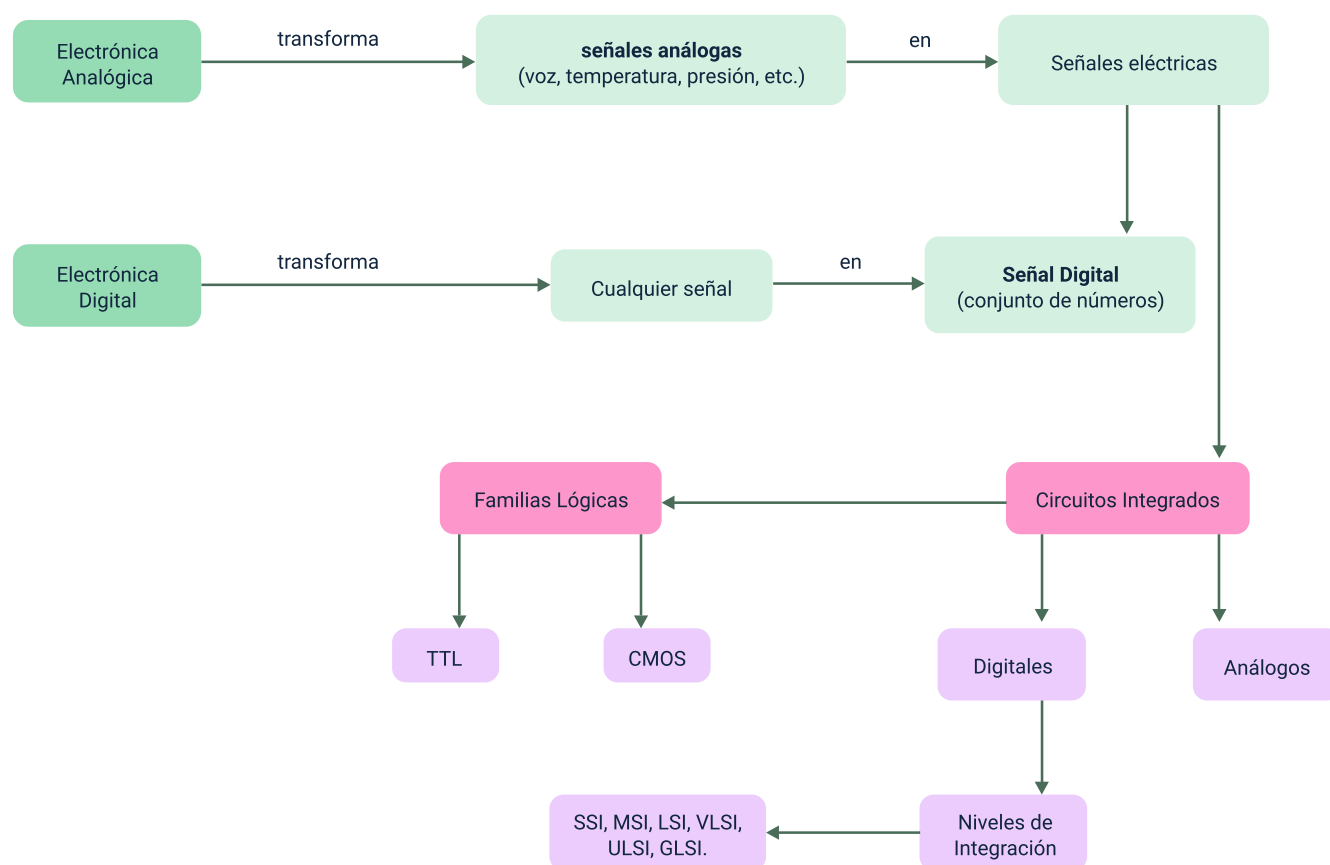 Electrónica
Analógica
transforma
señales análogas
(voz, temperatura, presión, etc.)
en
Señales eléctricas
Electrónica
Digital
transforma
Cualquier señal
en
Señal Digital
(conjunto de números)
Familias Lógicas
Circuitos Integrados
TTL
CMOS
Digitales
Análogos
SSI, MSI, LSI, VLSI,
ULSI, GLSI.
Niveles de
Integración